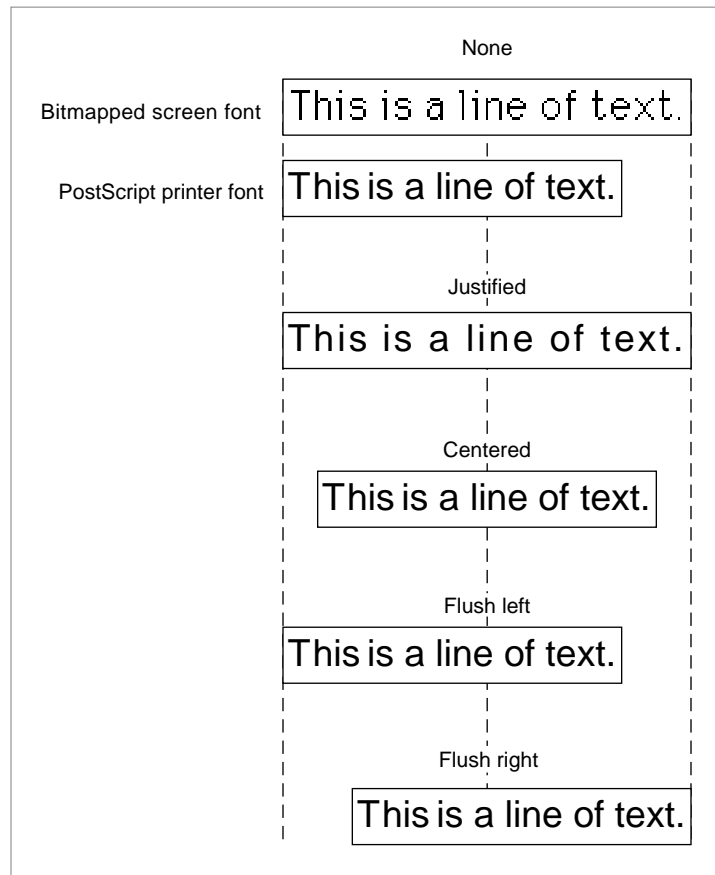 None
Bitmapped screen font This is a line of text.
PostScript printer font This is a line of text.
Justified
This is a line of text.
Centered
This is a line of text.
Flush left
This is a line of text.
Flush right
This is a line of text.